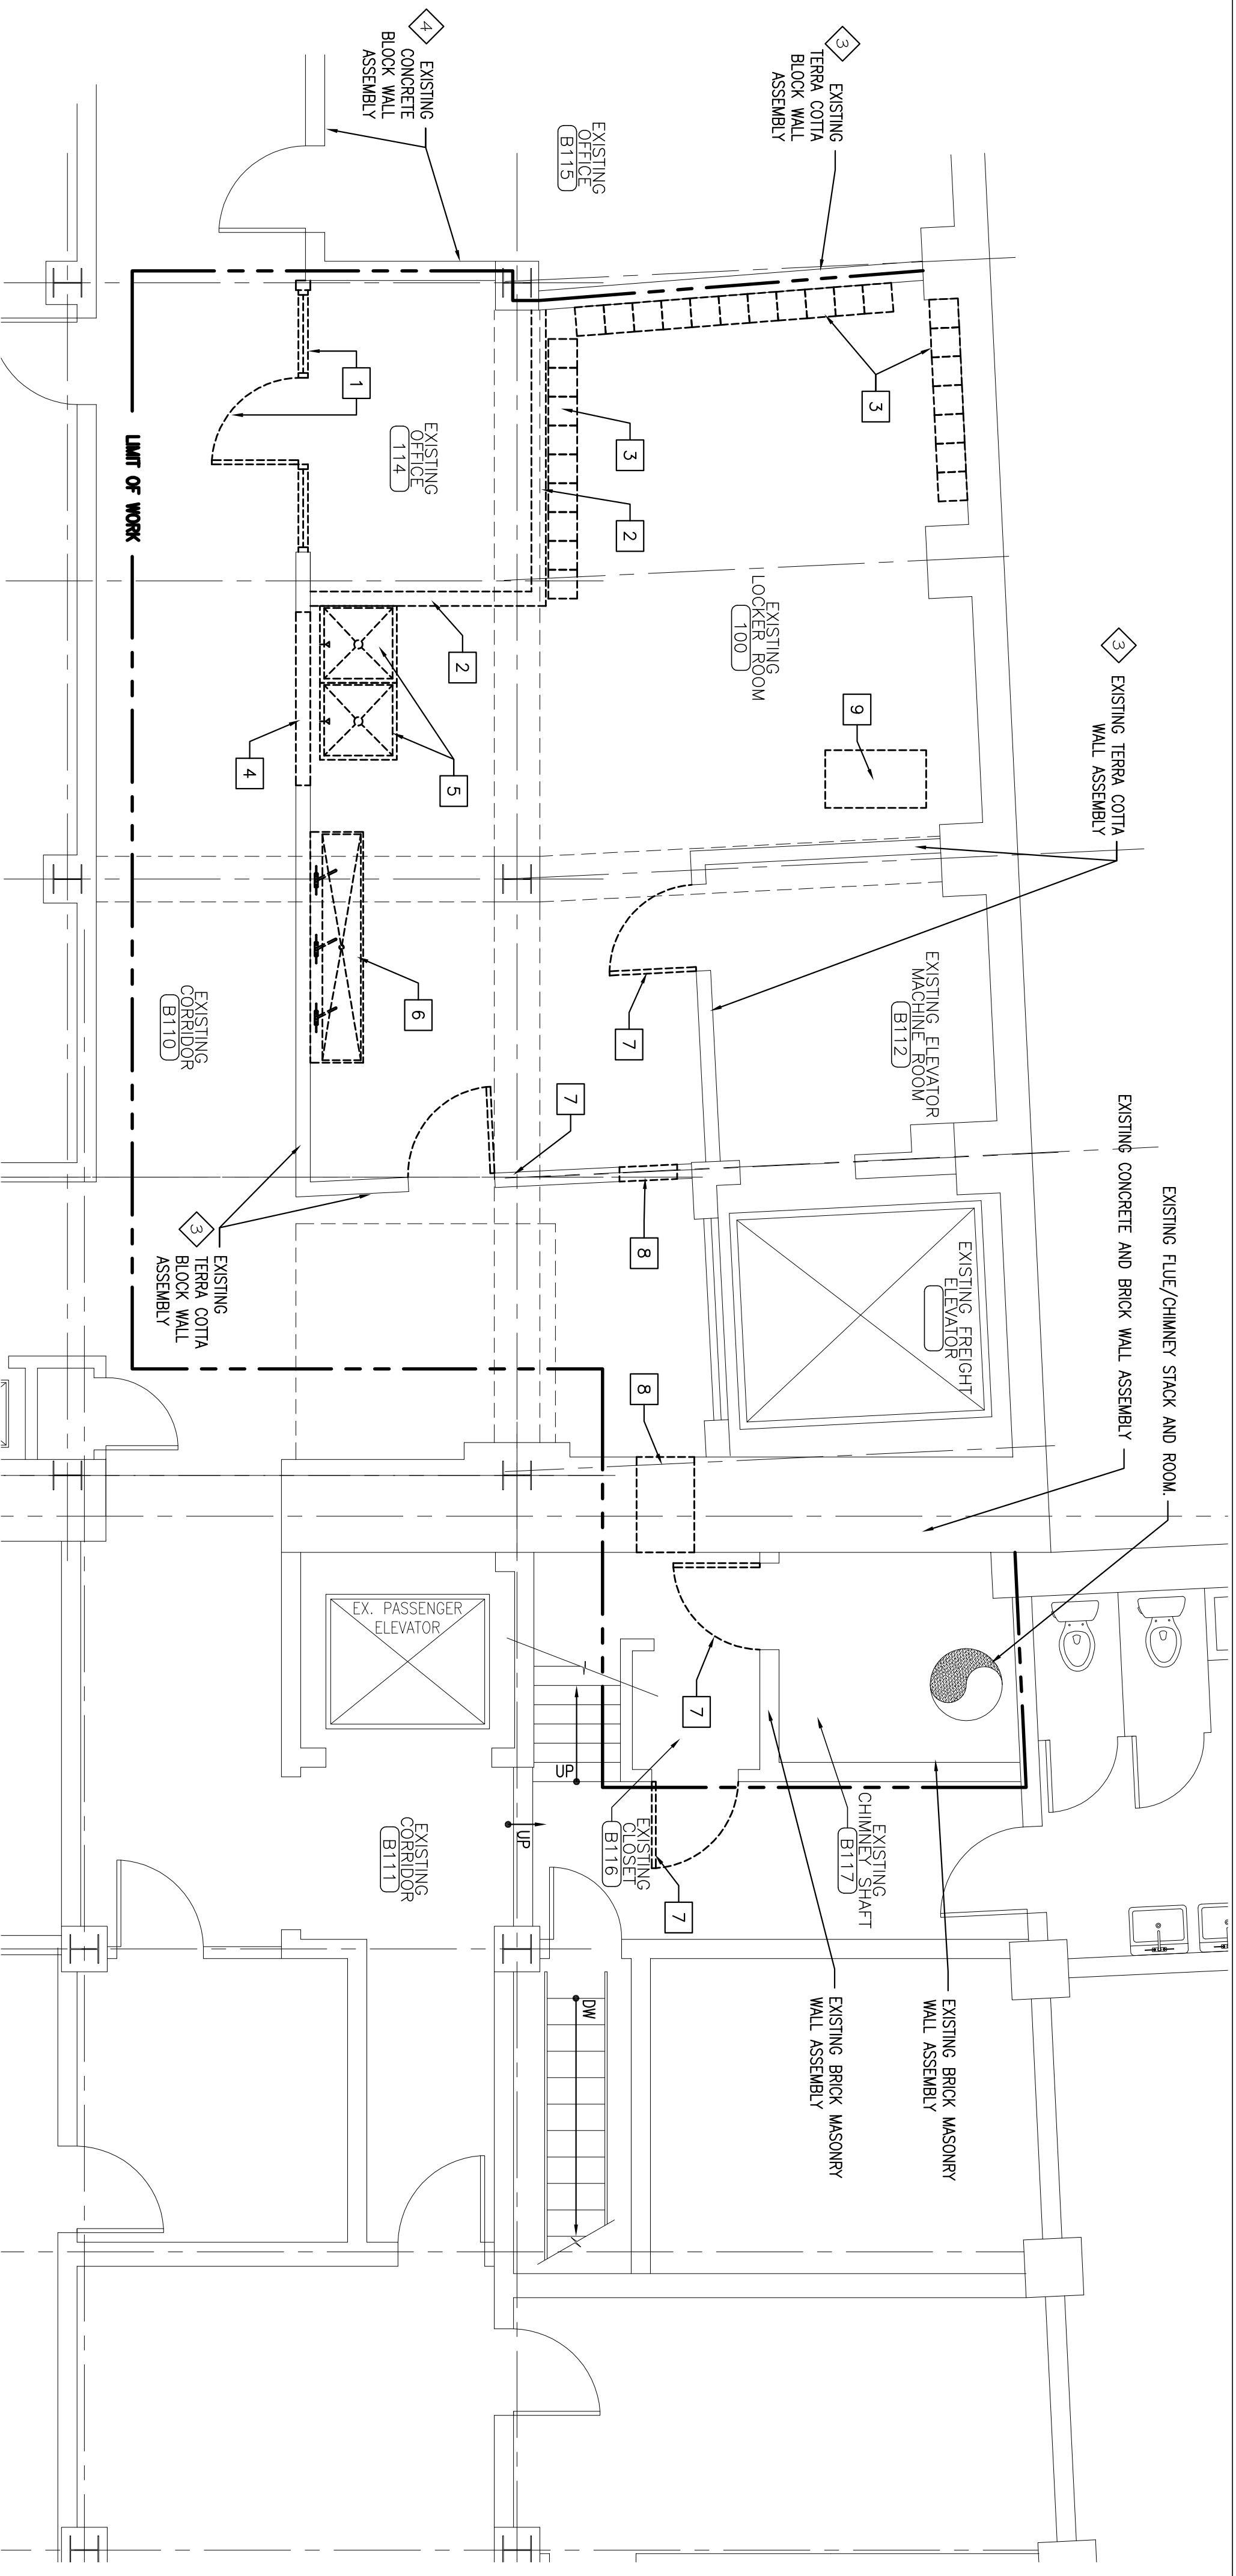 4
EXISTING
CONCRETE
BLOCK WALL
ASSEMBLY
3
EXISTING
TERRA COTTA
BLOCK WALL
ASSEMBLY
EXISTING
OFFICE
B115
3
EXISTING TERRA COTTA
WALL ASSEMBLY
EXISTING FLUE/CHIMNEY STACK AND ROOM.
EXISTING CONCRETE AND BRICK WALL ASSEMBLY
1
EXISTING
OFFICE
114
3
3
2
2
LIMIT OF WORK
EXISTING
LOCKER ROOM
100
9
4
5
6
7
7
EXISTING ELEVATOR
MACHINE ROOM
B112
EXISTING
CORRIDOR
B110
3
EXISTING
TERRA COTTA
BLOCK WALL
ASSEMBLY
8
8
EXISTING FREIGHT
ELEVATOR
EX. PASSENGER
ELEVATOR
7
7
UP
UP
EXISTING
CLOSET
B116
EXISTING
CHIMNEY SHAFT
B117
EXISTING
CORRIDOR
B111
DW
EXISTING BRICK MASONRY
WALL ASSEMBLY
EXISTING BRICK MASONRY
WALL ASSEMBLY